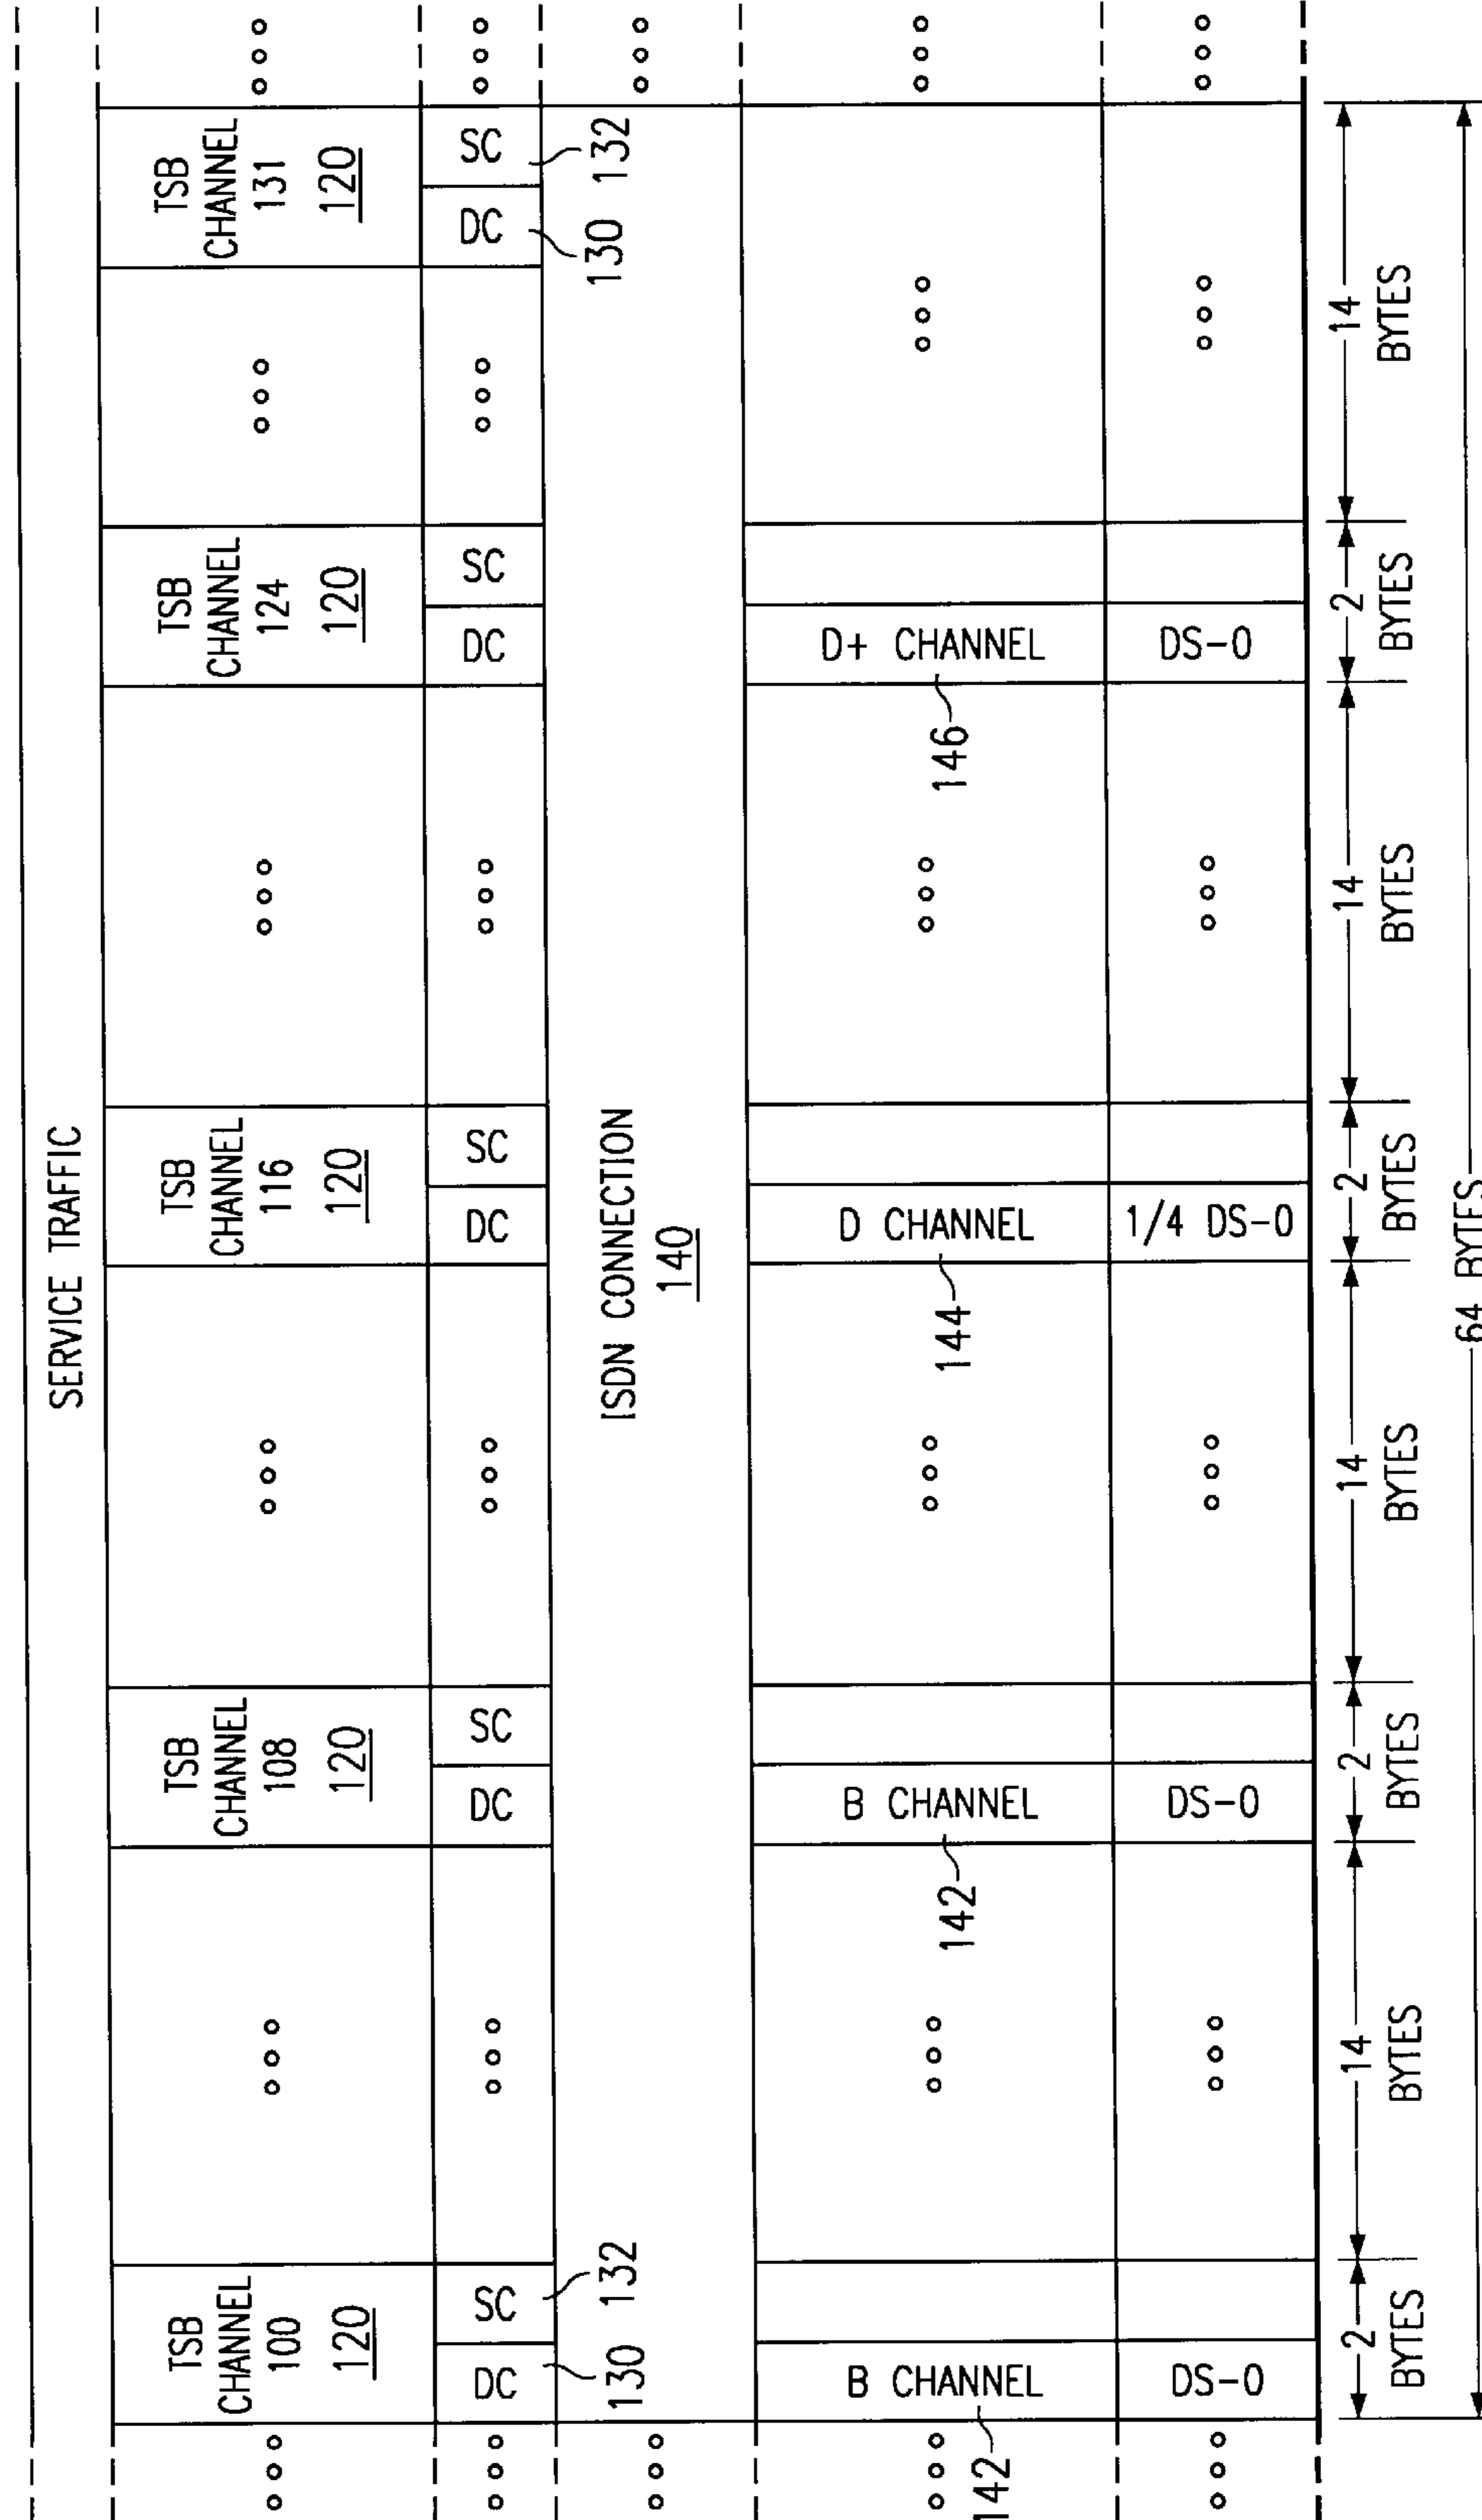 SERVICE TRAFFIC
TSB CHANNEL 100 120
TSB CHANNEL 108 120
TSB CHANNEL 116 120
TSB CHANNEL 124 120
TSB CHANNEL 131 120
DC SC DC SC DC SC DC SC DC SC
130 132 130 132
ISDN CONNECTION
140
B CHANNEL B CHANNEL D CHANNEL D+ CHANNEL
142 142 144 146
DS-0 DS-0 1/4 DS-0 DS-0
2 BYTES 14 BYTES 2 BYTES 14 BYTES 2 BYTES 14 BYTES 2 BYTES 14 BYTES
64 BYTES